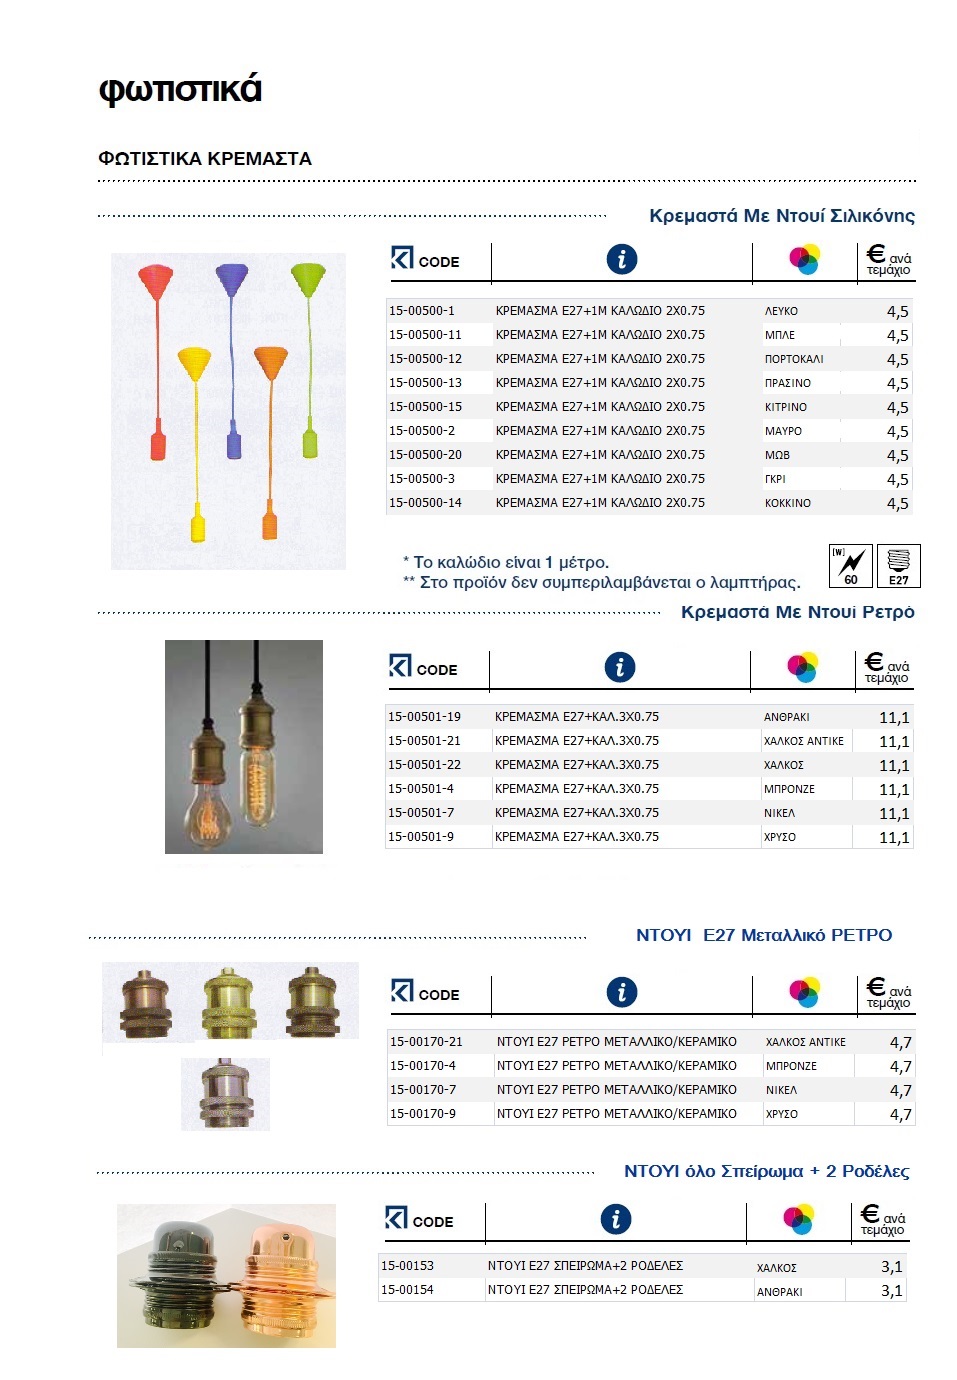 φωτιστικά
ΦΩΤΙΣΤΙΚΑ ΚΡΕΜΑΣΤΑ
Κρεμαστά Με Ντουί Σιλικόνης
CODE i € ανά τεμάχιο
15-00500-1 ΚΡΕΜΑΣΜΑ Ε27+1Μ ΚΑΛΩΔΙΟ 2Χ0.75 ΛΕΥΚΟ 4,5
15-00500-11 ΚΡΕΜΑΣΜΑ Ε27+1Μ ΚΑΛΩΔΙΟ 2Χ0.75 ΜΠΛΕ 4,5
15-00500-12 ΚΡΕΜΑΣΜΑ Ε27+1Μ ΚΑΛΩΔΙΟ 2Χ0.75 ΠΟΡΤΟΚΑΛΙ 4,5
15-00500-13 ΚΡΕΜΑΣΜΑ Ε27+1Μ ΚΑΛΩΔΙΟ 2Χ0.75 ΠΡΑΣΙΝΟ 4,5
15-00500-15 ΚΡΕΜΑΣΜΑ Ε27+1Μ ΚΑΛΩΔΙΟ 2Χ0.75 ΚΙΤΡΙΝΟ 4,5
15-00500-2 ΚΡΕΜΑΣΜΑ Ε27+1Μ ΚΑΛΩΔΙΟ 2Χ0.75 ΜΑΥΡΟ 4,5
15-00500-20 ΚΡΕΜΑΣΜΑ Ε27+1Μ ΚΑΛΩΔΙΟ 2Χ0.75 ΜΩΒ 4,5
15-00500-3 ΚΡΕΜΑΣΜΑ Ε27+1Μ ΚΑΛΩΔΙΟ 2Χ0.75 ΓΚΡΙ 4,5
15-00500-14 ΚΡΕΜΑΣΜΑ Ε27+1Μ ΚΑΛΩΔΙΟ 2Χ0.75 ΚΟΚΚΙΝΟ 4,5
* Το καλώδιο είναι 1 μέτρο.
** Στο προϊόν δεν συμπεριλαμβάνεται ο λαμπτήρας.
[W] 60 E27
Κρεμαστά Με Ντουί Ρετρό
CODE i € ανά τεμάχιο
15-00501-19 ΚΡΕΜΑΣΜΑ Ε27+ΚΑΛ.3Χ0.75 ΑΝΘΡΑΚΙ 11,1
15-00501-21 ΚΡΕΜΑΣΜΑ Ε27+ΚΑΛ.3Χ0.75 ΧΑΛΚΟΣ ΑΝΤΙΚΕ 11,1
15-00501-22 ΚΡΕΜΑΣΜΑ Ε27+ΚΑΛ.3Χ0.75 ΧΑΛΚΟΣ 11,1
15-00501-4 ΚΡΕΜΑΣΜΑ Ε27+ΚΑΛ.3Χ0.75 ΜΠΡΟΝΖΕ 11,1
15-00501-7 ΚΡΕΜΑΣΜΑ Ε27+ΚΑΛ.3Χ0.75 ΝΙΚΕΛ 11,1
15-00501-9 ΚΡΕΜΑΣΜΑ Ε27+ΚΑΛ.3Χ0.75 ΧΡΥΣΟ 11,1
ΝΤΟΥΙ Ε27 Μεταλλικό ΡΕΤΡΟ
CODE i € ανά τεμάχιο
15-00170-21 ΝΤΟΥΙ Ε27 ΡΕΤΡΟ ΜΕΤΑΛΛΙΚΟ/ΚΕΡΑΜΙΚΟ ΧΑΛΚΟΣ ΑΝΤΙΚΕ 4,7
15-00170-4 ΝΤΟΥΙ Ε27 ΡΕΤΡΟ ΜΕΤΑΛΛΙΚΟ/ΚΕΡΑΜΙΚΟ ΜΠΡΟΝΖΕ 4,7
15-00170-7 ΝΤΟΥΙ Ε27 ΡΕΤΡΟ ΜΕΤΑΛΛΙΚΟ/ΚΕΡΑΜΙΚΟ ΝΙΚΕΛ 4,7
15-00170-9 ΝΤΟΥΙ Ε27 ΡΕΤΡΟ ΜΕΤΑΛΛΙΚΟ/ΚΕΡΑΜΙΚΟ ΧΡΥΣΟ 4,7
ΝΤΟΥΙ όλο Σπείρωμα + 2 Ροδέλες
CODE i € ανά τεμάχιο
15-00153 ΝΤΟΥΙ Ε27 ΣΠΕΙΡΩΜΑ+2 ΡΟΔΕΛΕΣ ΧΑΛΚΟΣ 3,1
15-00154 ΝΤΟΥΙ Ε27 ΣΠΕΙΡΩΜΑ+2 ΡΟΔΕΛΕΣ ΑΝΘΡΑΚΙ 3,1